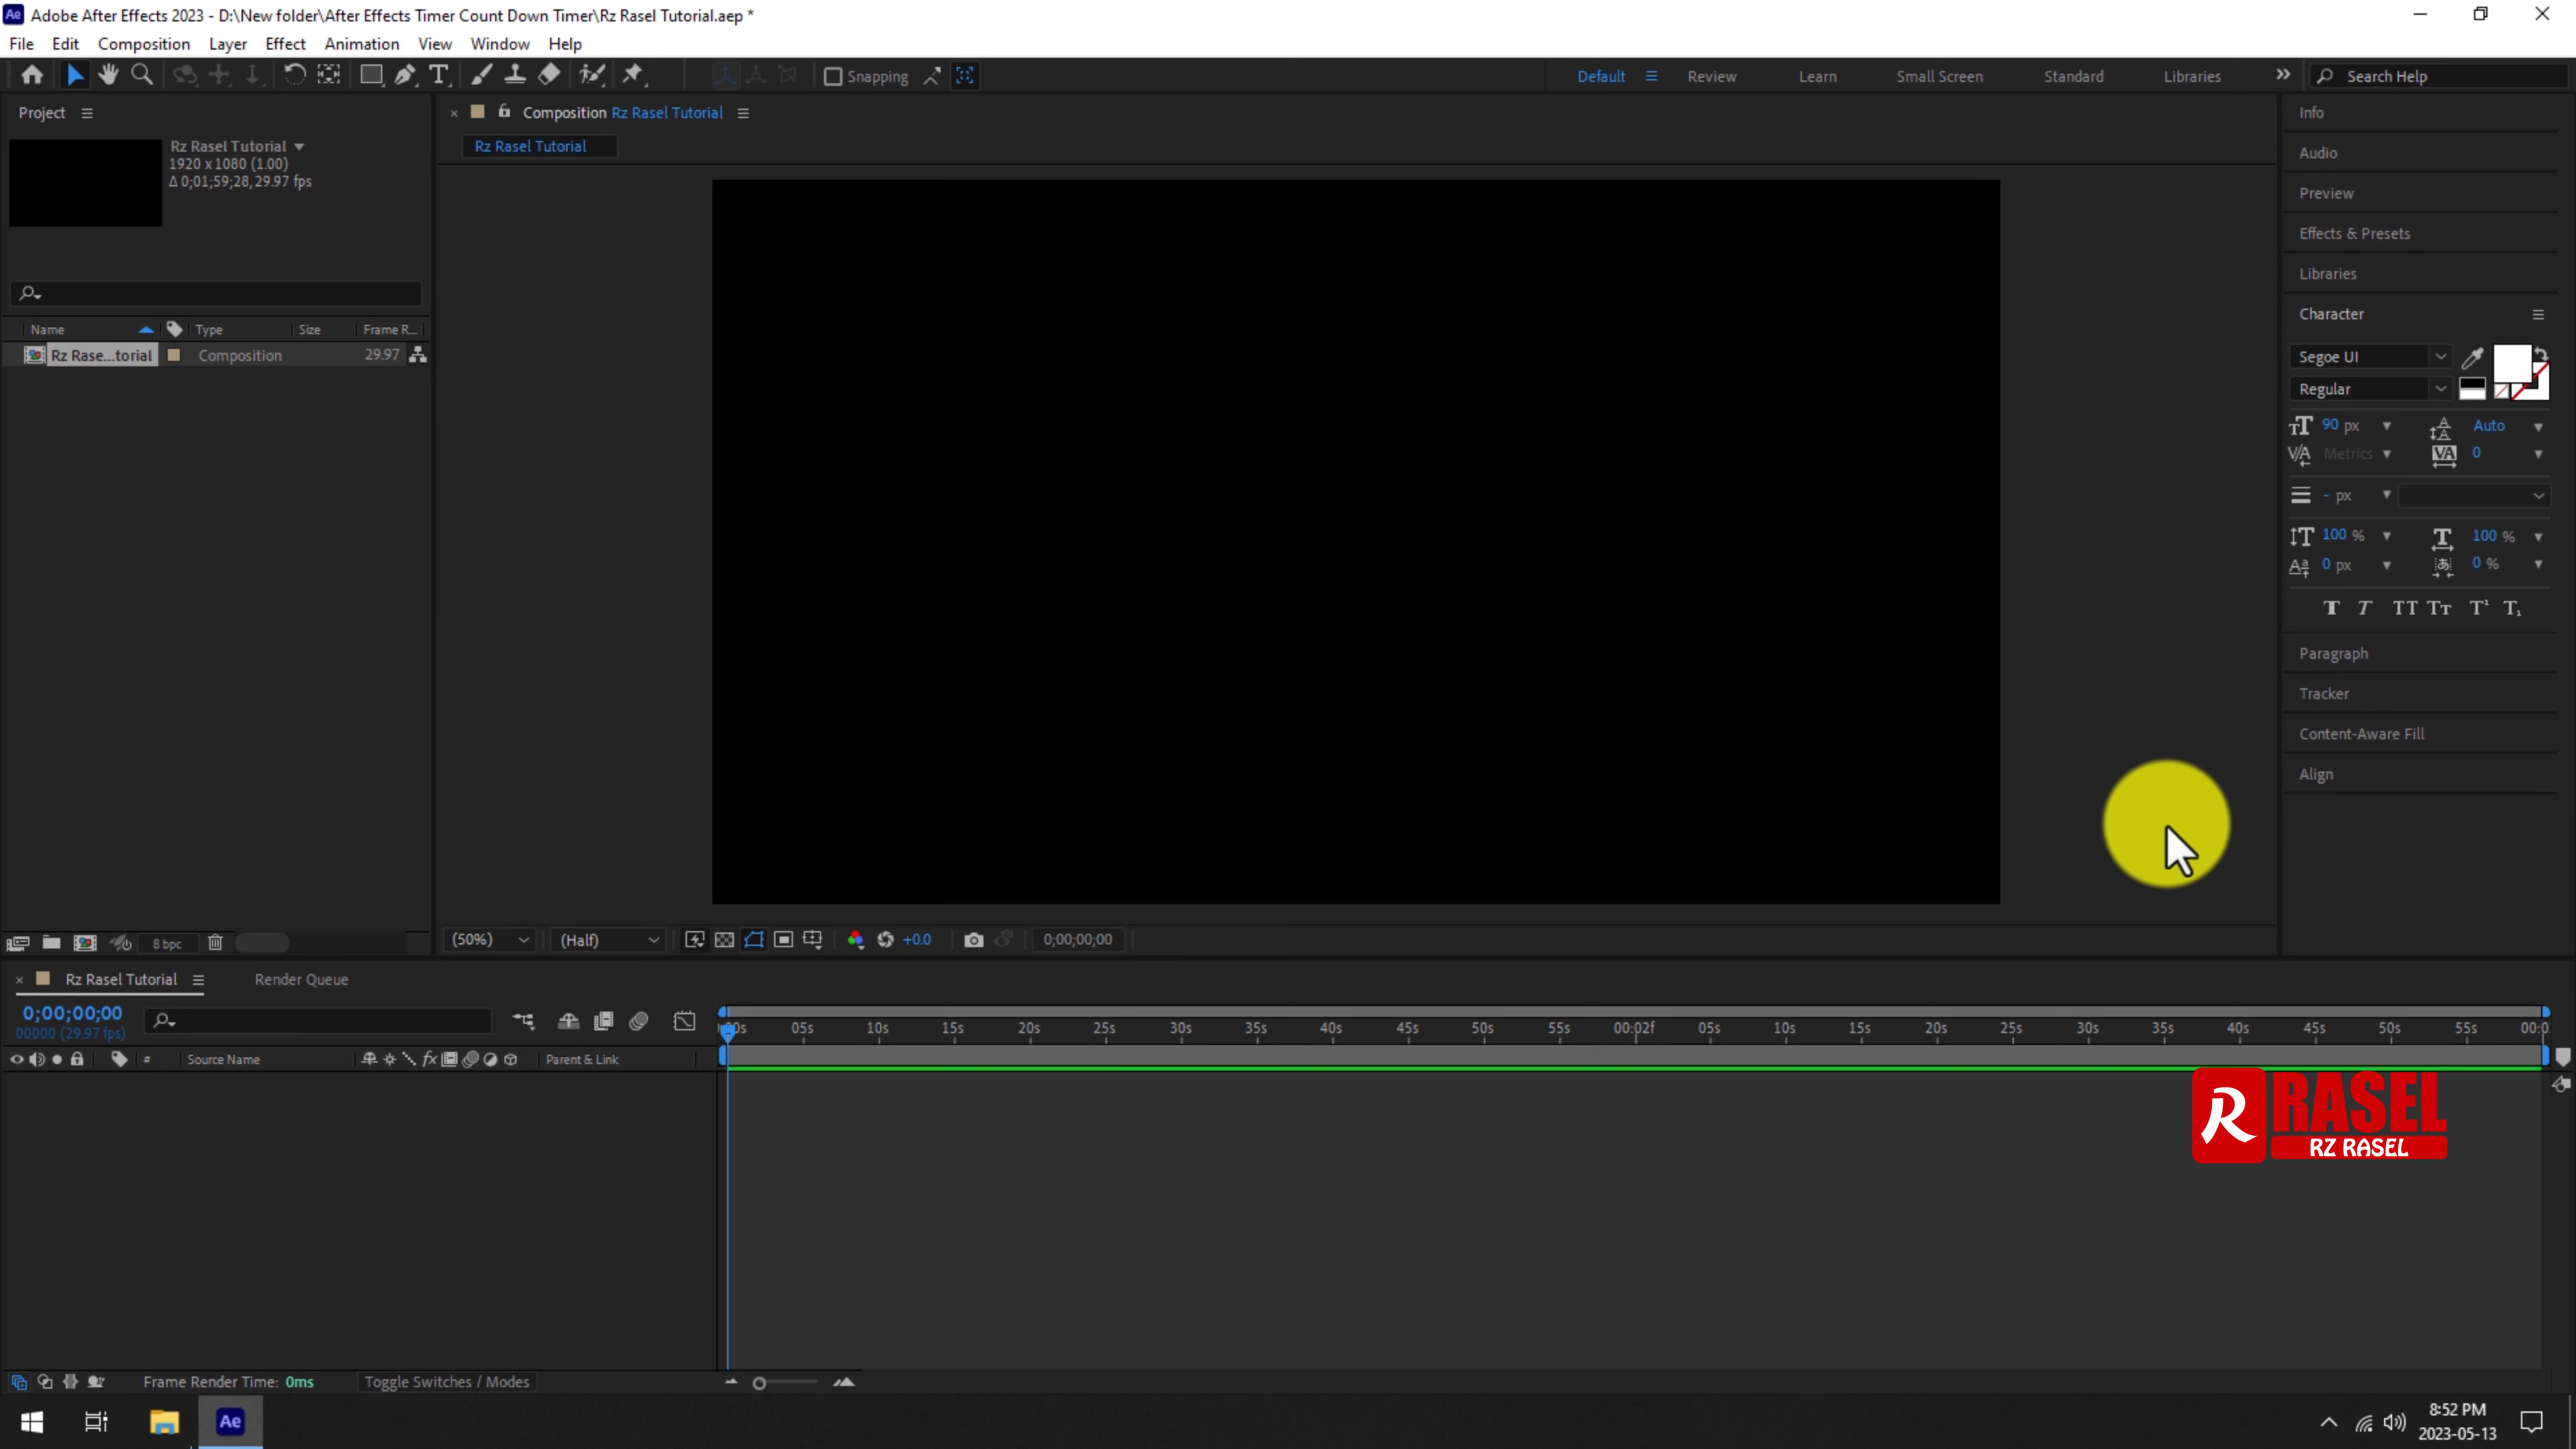 Adobe After Effects 2023 - D:\New folder\After Effects Timer Count Down Timer\Rz Rasel Tutorial.aep *
File Edit Composition Layer Effect Animation View Window Help
Snapping Default Review Learn Small Screen Standard Libraries Search Help
Project
Composition Rz Rasel Tutorial
Rz Rasel Tutorial
Rz Rasel Tutorial
1920 x 1080 (1.00)
Δ 0;01;59;28, 29.97 fps
Name Type Size Frame R...
Rz Rase...torial Composition 29.97
8 bpc
(50%) (Half) +0.0 0;00;00;00
Info
Audio
Preview
Effects & Presets
Libraries
Character
Segoe UI
Regular
90 px Auto
Metrics 0
- px
100 % 100 %
0 px 0 %
Paragraph
Tracker
Content-Aware Fill
Align
Rz Rasel Tutorial Render Queue
0;00;00;00
00000 (29.97 fps)
05s 10s 15s 20s 25s 30s 35s 40s 45s 50s 55s 00:02f 05s 10s 15s 20s 25s 30s 35s 40s 45s 50s 55s
# Source Name Parent & Link
RASEL
RZ RASEL
Frame Render Time: 0ms Toggle Switches / Modes
Ae
8:52 PM
2023-05-13